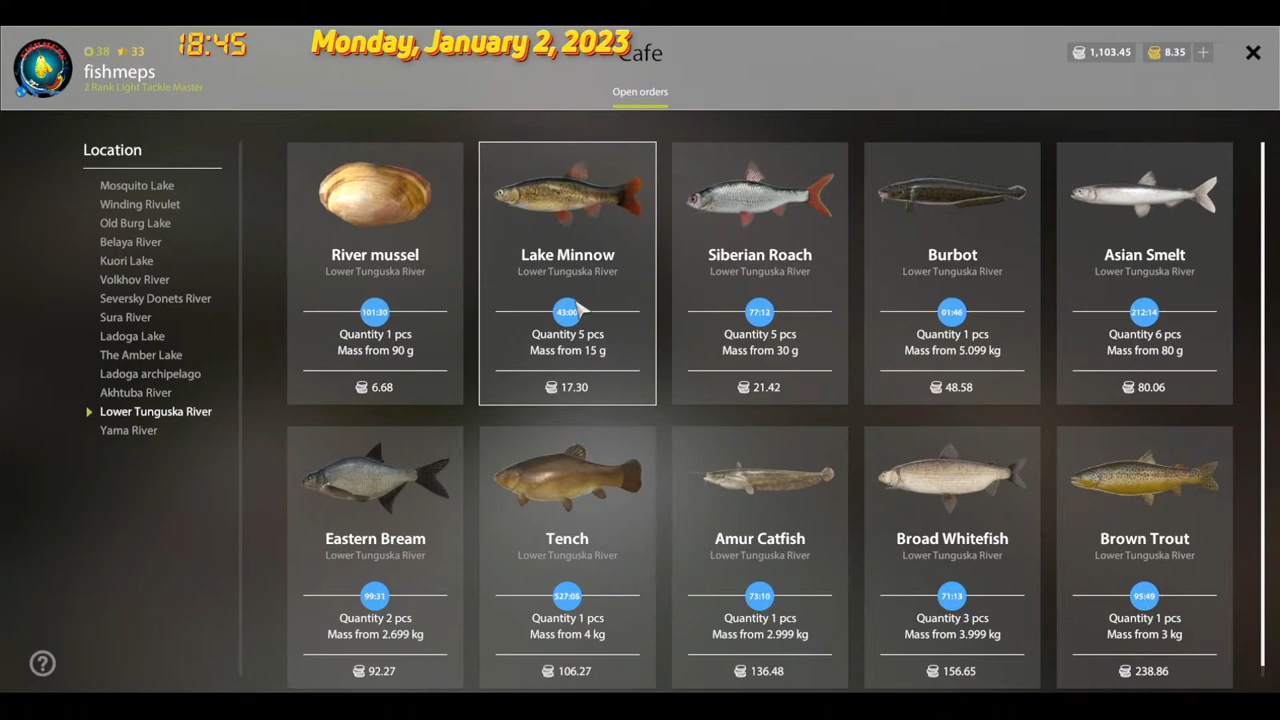 38 33
18:45
Monday, January 2, 2023
Cafe
1,103.45
8.35
fishmeps
2 Rank Light Tackle Master
Open orders
Location
Mosquito Lake
Winding Rivulet
Old Burg Lake
Belaya River
Kuori Lake
Volkhov River
Seversky Donets River
Sura River
Ladoga Lake
The Amber Lake
Ladoga archipelago
Akhtuba River
Lower Tunguska River
Yama River
River mussel
Lower Tunguska River
101:30
Quantity 1 pcs
Mass from 90 g
6.68
Lake Minnow
Lower Tunguska River
43:00
Quantity 5 pcs
Mass from 15 g
17.30
Siberian Roach
Lower Tunguska River
77:12
Quantity 5 pcs
Mass from 30 g
21.42
Burbot
Lower Tunguska River
01:46
Quantity 1 pcs
Mass from 5.099 kg
48.58
Asian Smelt
Lower Tunguska River
212:14
Quantity 6 pcs
Mass from 80 g
80.06
Eastern Bream
Lower Tunguska River
99:31
Quantity 2 pcs
Mass from 2.699 kg
92.27
Tench
Lower Tunguska River
527:05
Quantity 1 pcs
Mass from 4 kg
106.27
Amur Catfish
Lower Tunguska River
73:10
Quantity 1 pcs
Mass from 2.999 kg
136.48
Broad Whitefish
Lower Tunguska River
71:13
Quantity 3 pcs
Mass from 3.999 kg
156.65
Brown Trout
Lower Tunguska River
95:49
Quantity 1 pcs
Mass from 3 kg
238.86
?